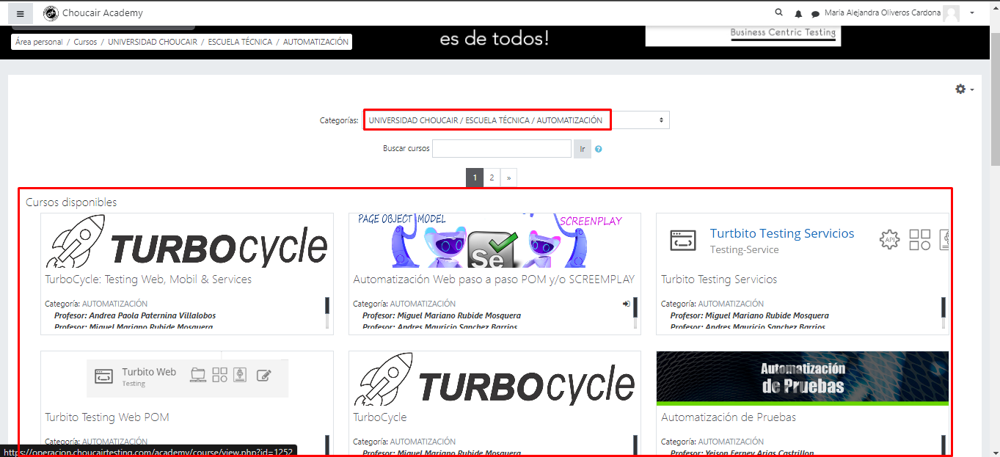 Choucair Academy
Maria Alejandra Oliveros Cardona
es de todos!
Business Centric Testing
Área personal / Cursos / UNIVERSIDAD CHOUCAIR / ESCUELA TÉCNICA / AUTOMATIZACIÓN
Categorías: UNIVERSIDAD CHOUCAIR / ESCUELA TÉCNICA / AUTOMATIZACIÓN
Buscar cursos
Ir
1 2 »
Cursos disponibles
TURBOcycle
TurboCycle: Testing Web, Mobil & Services
Categoría: AUTOMATIZACIÓN
Profesor: Andrea Paola Paternina Villalobos
Profesor: Miguel Mariano Rubide Mosquera
PAGE OBJECT MODEL
SCREENPLAY
Se
Automatización Web paso a paso POM y/o SCREEMPLAY
Categoría: AUTOMATIZACIÓN
Profesor: Miguel Mariano Rubide Mosquera
Profesor: Andres Mauricio Sanchez Barrios
Turtbito Testing Servicios
Testing-Service
API
Turbito Testing Servicios
Categoría: AUTOMATIZACIÓN
Profesor: Miguel Mariano Rubide Mosquera
Profesor: Andres Mauricio Sanchez Barrios
Turbito Web
Testing
Turbito Testing Web POM
Categoría: AUTOMATIZACIÓN
TURBOcycle
TurboCycle
Categoría: AUTOMATIZACIÓN
Profesor: Miguel Mariano Rubide Mosquera
Automatización
de Pruebas
Automatización de Pruebas
Categoría: AUTOMATIZACIÓN
Profesor: Yeison Ferney Arias Castrillon
https://operacion.choucairtesting.com/academy/course/view.php?id=1252